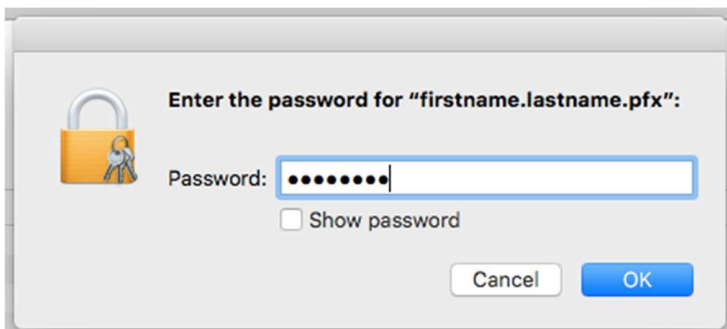 Enter the password for “firstname.lastname.pfx”:
Password: ••••••••
Show password
Cancel OK